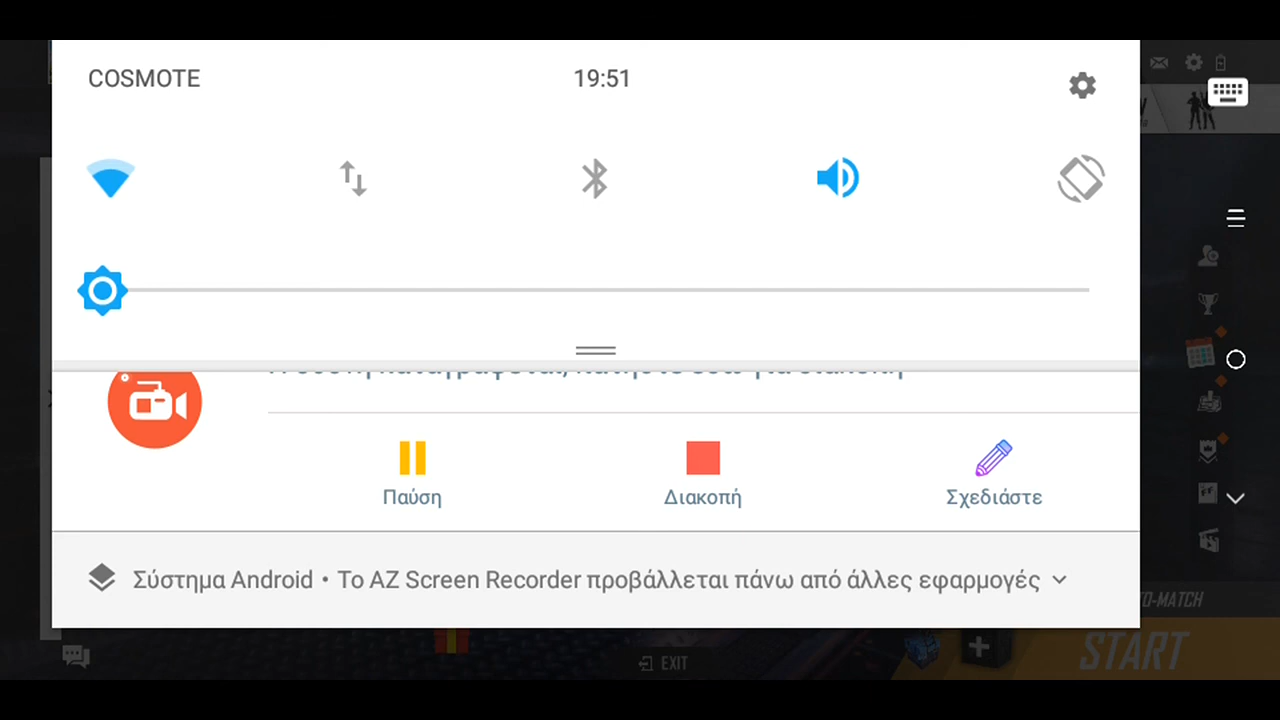 COSMOTE
19:51
Παύση
Διακοπή
Σχεδιάστε
Σύστημα Android • Το AZ Screen Recorder προβάλλεται πάνω από άλλες εφαρμογές
EXIT
START